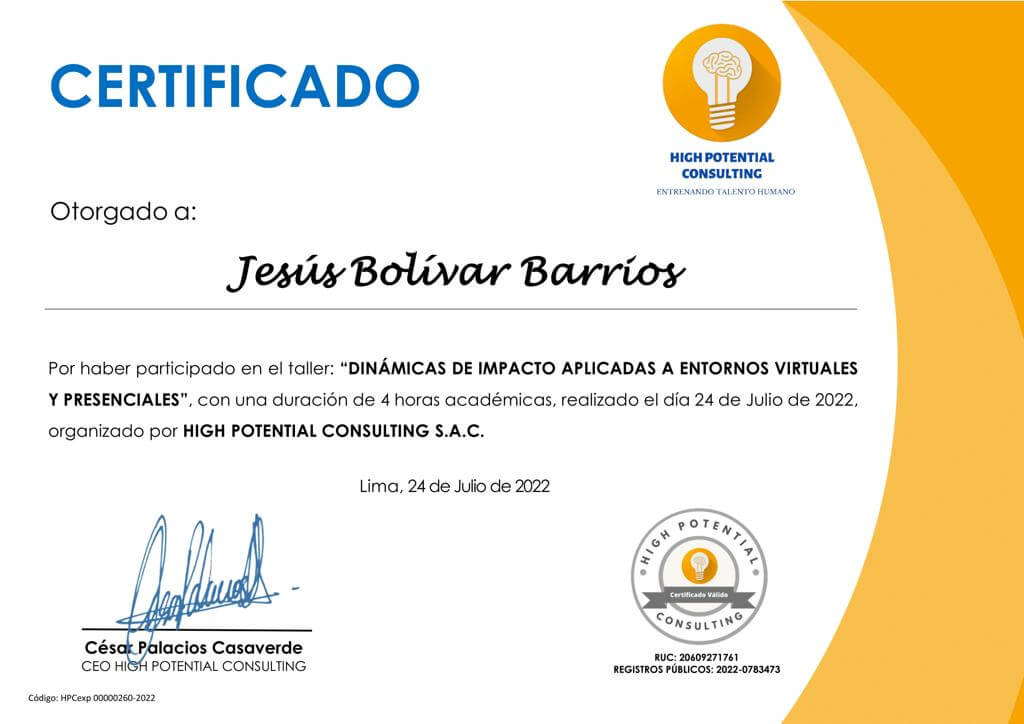 CERTIFICADO
HIGH POTENTIAL
CONSULTING
ENTRENANDO TALENTO HUMANO
Otorgado a:
Jesús Bolívar Barrios
Por haber participado en el taller: “DINÁMICAS DE IMPACTO APLICADAS A ENTORNOS VIRTUALES
Y PRESENCIALES”, con una duración de 4 horas académicas, realizado el día 24 de Julio de 2022,
organizado por HIGH POTENTIAL CONSULTING S.A.C.
Lima, 24 de Julio de 2022
HIGH POTENTIAL
Certificado Válido
CONSULTING
César Palacios Casaverde
CEO HIGH POTENTIAL CONSULTING
RUC: 20609271761
REGISTROS PÚBLICOS: 2022-0783473
Código: HPCexp 00000260-2022